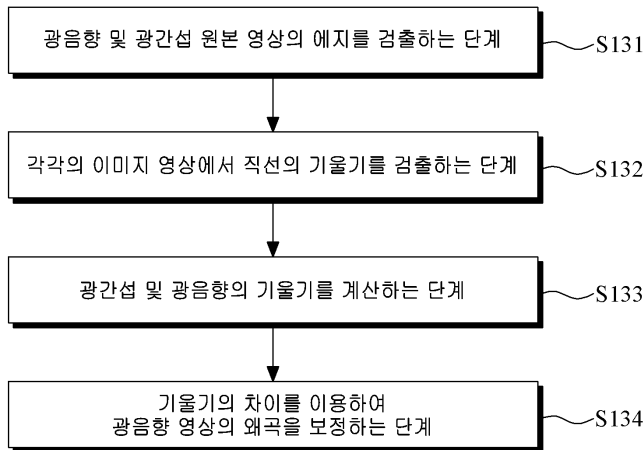 광음향 및 광간섭 원본 영상의 에지를 검출하는 단계
S131
각각의 이미지 영상에서 직선의 기울기를 검출하는 단계
S132
광간섭 및 광음향의 기울기를 계산하는 단계
S133
기울기의 차이를 이용하여
광음향 영상의 왜곡을 보정하는 단계
S134